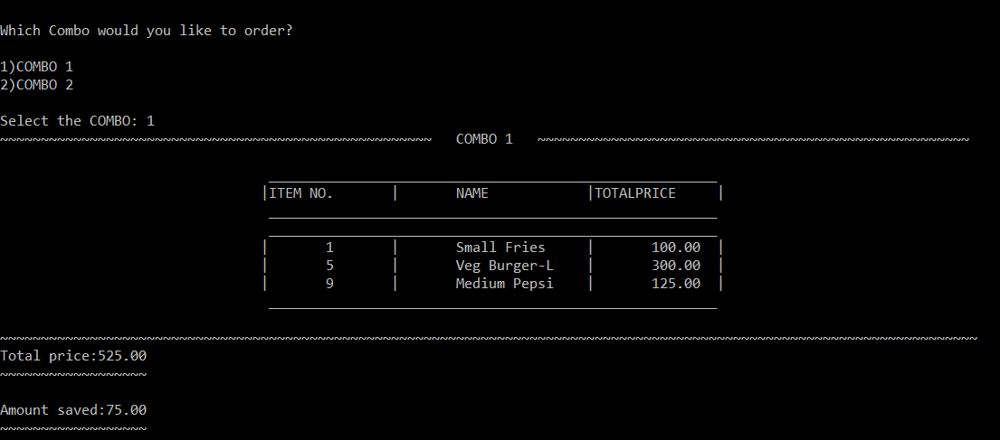 Which Combo would you like to order?
1)COMBO 1
2)COMBO 2
Select the COMBO: 1
~~~~~~~~~~~~~~~~~~~~~~~~~~~~~~~~~~~~~~~~~~~~~~~~~~~~~   COMBO 1   ~~~~~~~~~~~~~~~~~~~~~~~~~~~~~~~~~~~~~~~~~~~~~~~~~~~~~
_______________________________________________________
|ITEM NO.       |       NAME            |TOTALPRICE     |
_______________________________________________________
_______________________________________________________
|       1       |       Small Fries     |       100.00  |
|       5       |       Veg Burger-L    |       300.00  |
|       9       |       Medium Pepsi    |       125.00  |
_______________________________________________________
~~~~~~~~~~~~~~~~~~~~~~~~~~~~~~~~~~~~~~~~~~~~~~~~~~~~~~~~~~~~~~~~~~~~~~~~~~~~~~~~~~~~~~~~~~~~~~~~~~~~~~~~~~~~~~~~~~~~~~~~
Total price:525.00
~~~~~~~~~~~~~~~~~~
Amount saved:75.00
~~~~~~~~~~~~~~~~~~